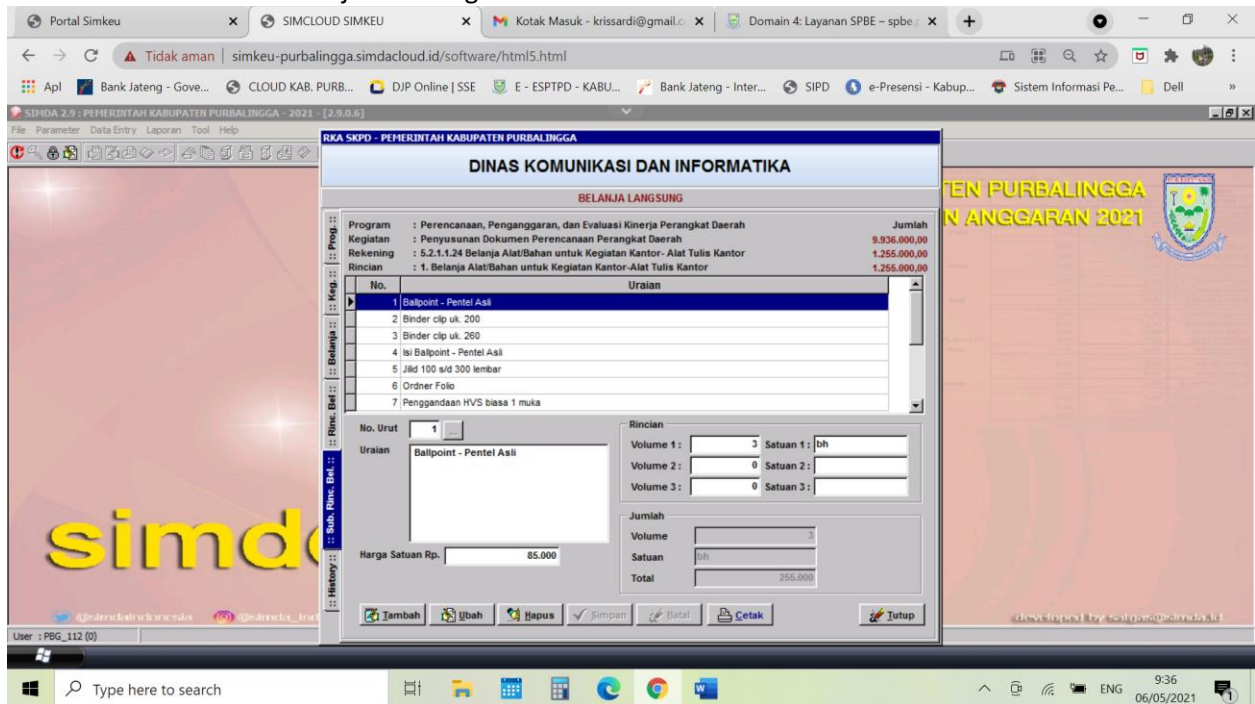 Portal Simkeu
SIMCLOUD SIMKEU
Kotak Masuk - krissardi@gmail.c
Domain 4: Layanan SPBE – spbe.
Tidak aman
simkeu-purbalingga.simdacloud.id/software/html5.html
Apl
Bank Jateng - Gove...
CLOUD KAB. PURB...
DJP Online | SSE
E - ESPTPD - KABU...
Bank Jateng - Inter...
SIPD
e-Presensi - Kabup...
Sistem Informasi Pe...
Dell
»
SIMDA 2.9 : PEMERINTAH KABUPATEN PURBALINGGA - 2021 - [2.9.0.6]
File Parameter Data Entry Laporan Tool Help
RKA SKPD - PEMERINTAH KABUPATEN PURBALINGGA
DINAS KOMUNIKASI DAN INFORMATIKA
BELANJA LANGSUNG
TEN PURBALINGGA
N ANGGARAN 2021
:: Prog. ::
:: Keg. ::
:: Belanja ::
:: Rinc. Bel ::
:: Sub. Rinc. Bel. ::
:: History ::
Program : Perencanaan, Penganggaran, dan Evaluasi Kinerja Perangkat Daerah Jumlah
Kegiatan : Penyusunan Dokumen Perencanaan Perangkat Daerah 9.936.000,00
Rekening : 5.2.1.1.24 Belanja Alat/Bahan untuk Kegiatan Kantor- Alat Tulis Kantor 1.255.000,00
Rincian : 1. Belanja Alat/Bahan untuk Kegiatan Kantor-Alat Tulis Kantor 1.255.000,00
No. Uraian
1 Ballpoint - Pentel Asli
2 Binder clip uk. 200
3 Binder clip uk. 260
4 Isi Ballpoint - Pentel Asli
5 Jilid 100 s/d 300 lembar
6 Ordner Folio
7 Penggandaan HVS biasa 1 muka
No. Urut 1 ...
Uraian Ballpoint - Pentel Asli
Harga Satuan Rp. 85.000
Rincian
Volume 1 : 3 Satuan 1 : bh
Volume 2 : 0 Satuan 2 :
Volume 3 : 0 Satuan 3 :
Jumlah
Volume 3
Satuan bh
Total 255.000
Tambah Ubah Hapus Simpan Batal Cetak Tutup
simd
@simdaindonesia @simda_ind
developed by satgas@simda.id
User : PBG_112 (0)
Type here to search
ENG
9:36
06/05/2021
1